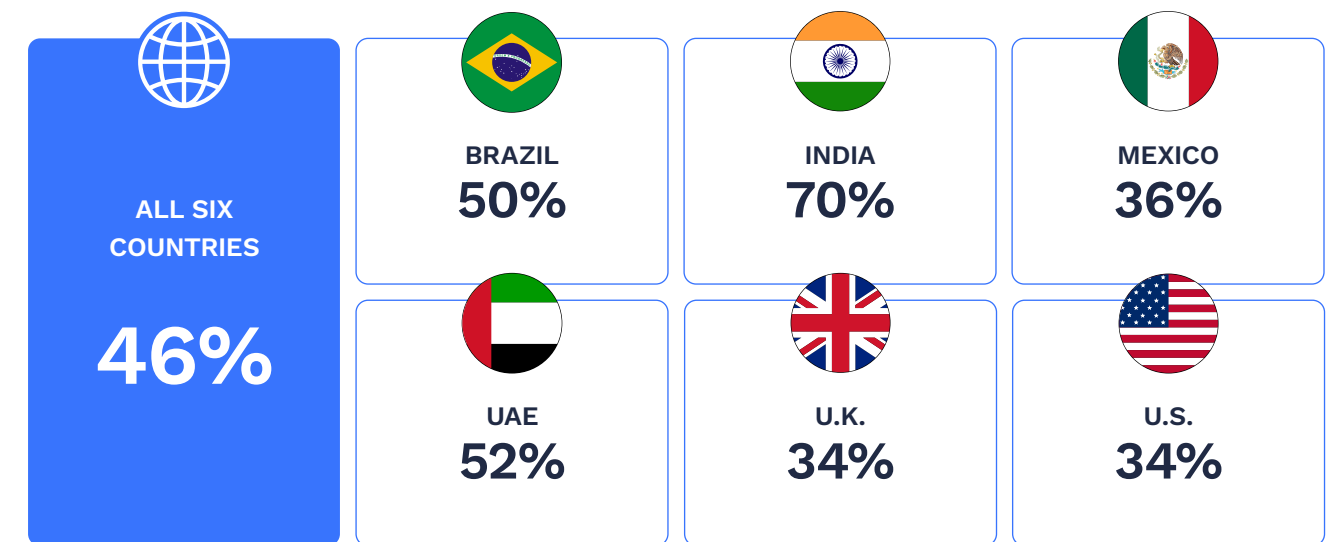 ALL SIX
COUNTRIES
46%
BRAZIL
50%
INDIA
70%
MEXICO
36%
UAE
52%
U.K.
34%
U.S.
34%